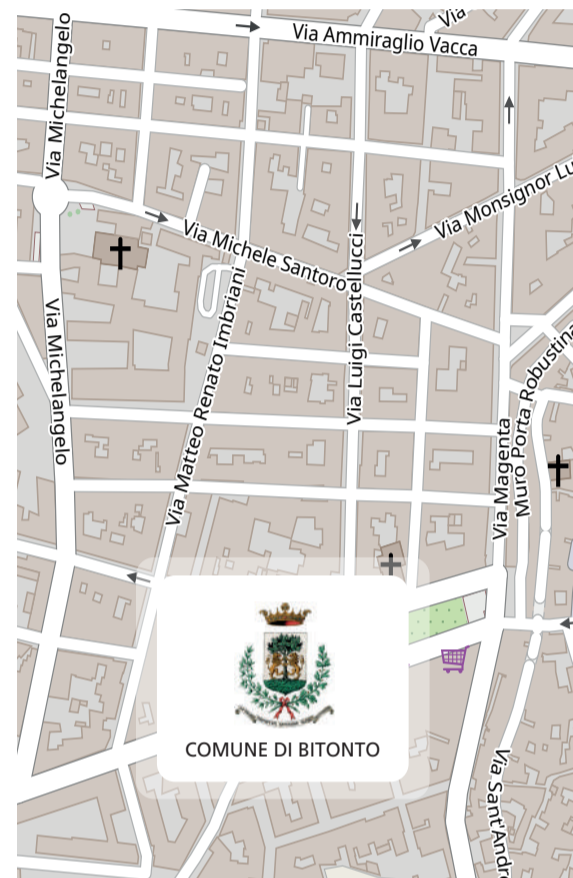 Via
Via Ammiraglio Vacca
Via Michelangelo
Via Monsignor Lu
Via Michele Santoro
Via Luigi Castellucci
Via Matteo Renato Imbriani
Via Michelangelo
Via Magenta
Muro Porta Robustina
Via Sant'Andr
COMUNE DI BITONTO